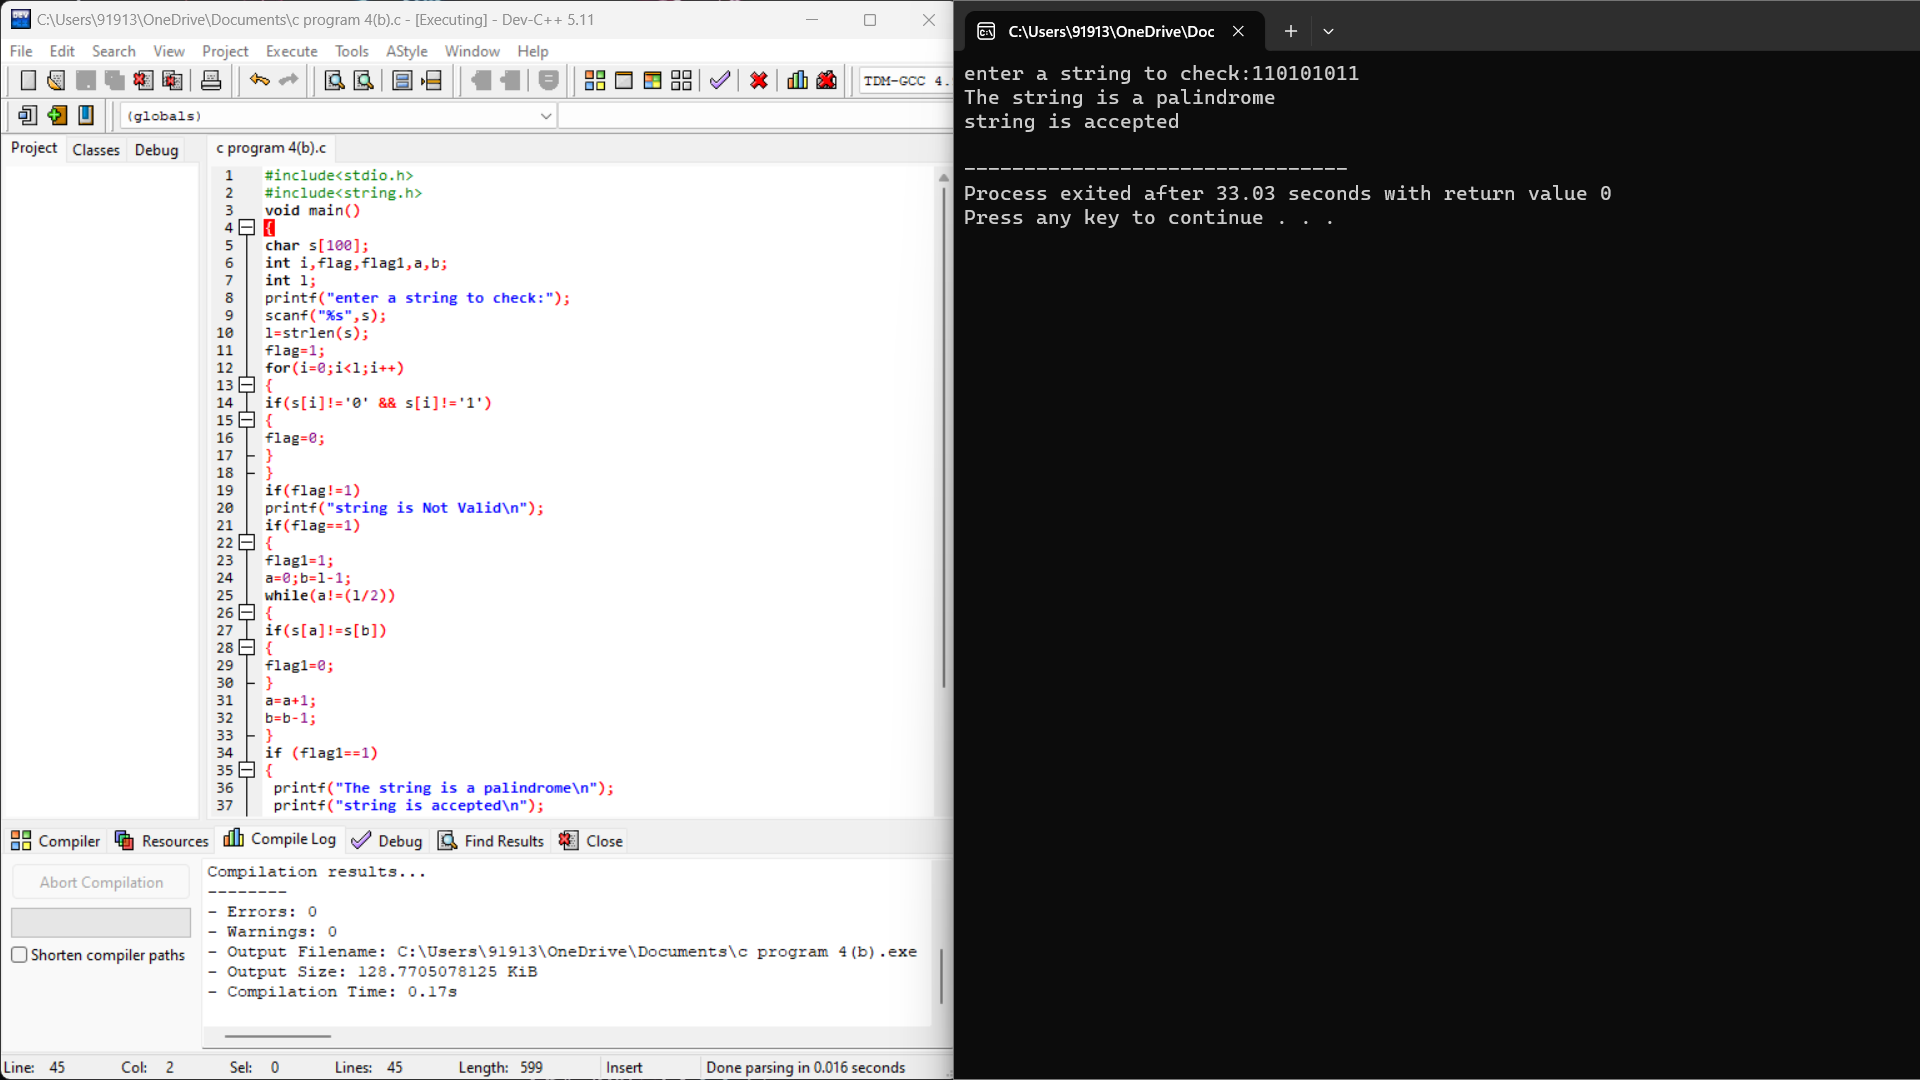 C:\Users\91913\OneDrive\Documents\c program 4(b).c - [Executing] - Dev-C++ 5.11
File Edit Search View Project Execute Tools AStyle Window Help
TDM-GCC 4.
(globals)
Project Classes Debug
c program 4(b).c
1 #include<stdio.h>
2 #include<string.h>
3 void main()
4 {
5 char s[100];
6 int i,flag,flag1,a,b;
7 int l;
8 printf("enter a string to check:");
9 scanf("%s",s);
10 l=strlen(s);
11 flag=1;
12 for(i=0;i<l;i++)
13 {
14 if(s[i]!='0' && s[i]!='1')
15 {
16 flag=0;
17 }
18 }
19 if(flag!=1)
20 printf("string is Not Valid\n");
21 if(flag==1)
22 {
23 flag1=1;
24 a=0;b=l-1;
25 while(a!=(l/2))
26 {
27 if(s[a]!=s[b])
28 {
29 flag1=0;
30 }
31 a=a+1;
32 b=b-1;
33 }
34 if (flag1==1)
35 {
36 printf("The string is a palindrome\n");
37 printf("string is accepted\n");
Compiler Resources Compile Log Debug Find Results Close
Abort Compilation
Shorten compiler paths
Compilation results...
--------
- Errors: 0
- Warnings: 0
- Output Filename: C:\Users\91913\OneDrive\Documents\c program 4(b).exe
- Output Size: 128.7705078125 KiB
- Compilation Time: 0.17s
Line: 45 Col: 2 Sel: 0 Lines: 45 Length: 599 Insert Done parsing in 0.016 seconds
C:\Users\91913\OneDrive\Doc
enter a string to check:110101011
The string is a palindrome
string is accepted
--------------------------------
Process exited after 33.03 seconds with return value 0
Press any key to continue . . .